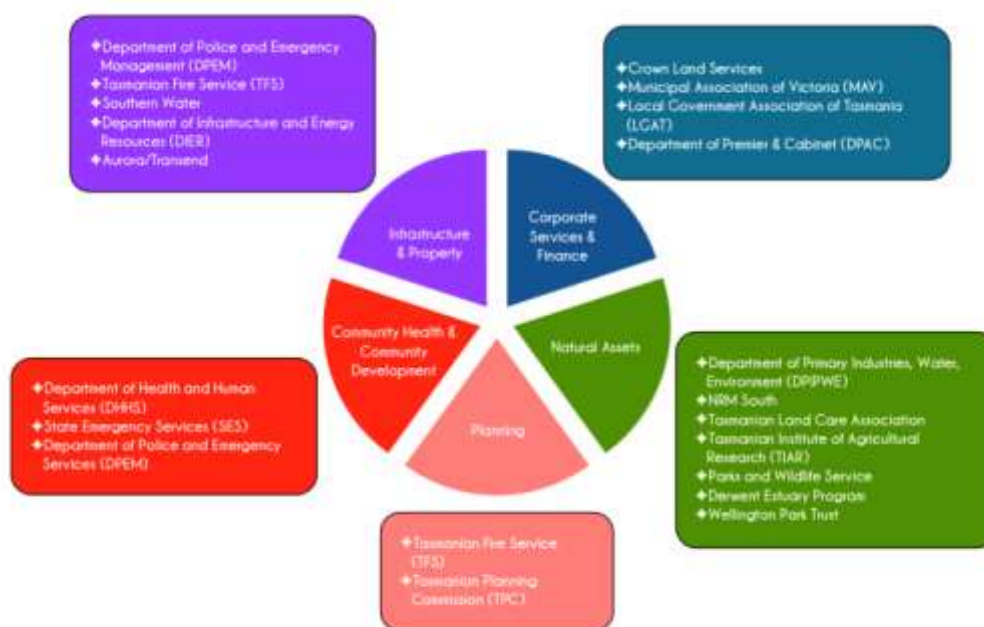 ✦Department of Police and Emergency
Management (DPEM)
✦Tasmanian Fire Service (TFS)
✦Southern Water
✦Department of Infrastructure and Energy
Resources (DIER)
✦Aurora/Transend
✦Crown Land Services
✦Municipal Association of Victoria (MAV)
✦Local Government Association of Tasmania
(LGAT)
✦Department of Premier & Cabinet (DPAC)
Infrastructure
& Property
Corporate
Services &
Finance
Community Health &
Community
Development
Natural Assets
Planning
✦Department of Health and Human
Services (DHHS)
✦State Emergency Services (SES)
✦Department of Police and Emergency
Services (DPEM)
✦Department of Primary Industries, Water,
Environment (DPIPWE)
✦NRM South
✦Tasmanian Land Care Association
✦Tasmanian Institute of Agricultural
Research (TIAR)
✦Parks and Wildlife Service
✦Derwent Estuary Program
✦Wellington Park Trust
✦Tasmanian Fire Service
(TFS)
✦Tasmanian Planning
Commission (TPC)